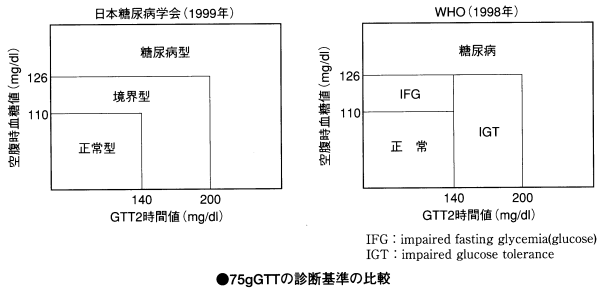 日本糖尿病学会(1999年)
糖尿病型
境界型
正常型
126
110
140
200
空腹時血糖値(mg/dl)
GTT2時間値(mg/dl)
WHO(1998年)
糖尿病
IFG
正 常
IGT
126
110
140
200
空腹時血糖値(mg/dl)
GTT2時間値(mg/dl)
IFG：impaired fasting glycemia(glucose)
IGT：impaired glucose tolerance
●75gGTTの診断基準の比較